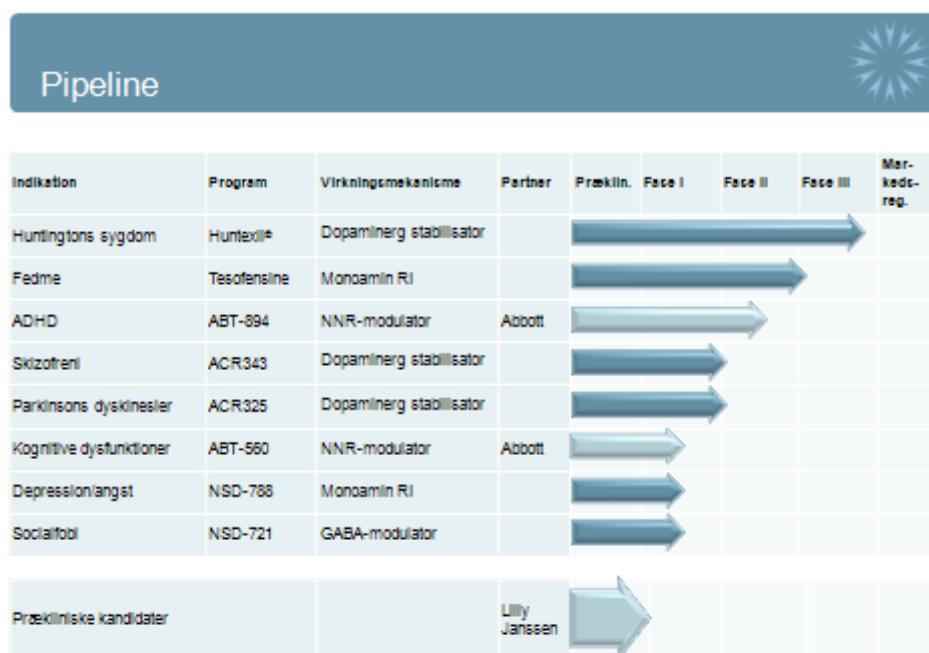 Pipeline
Indikation Program Virkningsmekanisme Partner Præklin. Fase I Fase II Fase III Mar-
keds-
reg.
Huntingtons sygdom Huntexil® Dopaminerg stabilisator
Fedme Tesofensine Monoamin RI
ADHD ABT-894 NNR-modulator Abbott
Skizofreni ACR343 Dopaminerg stabilisator
Parkinsons dyskinesier ACR325 Dopaminerg stabilisator
Kognitive dysfunktioner ABT-560 NNR-modulator Abbott
Depression/angst NSD-788 Monoamin RI
Socialfobi NSD-721 GABA-modulator
Prækliniske kandidater Lilly
Janssen